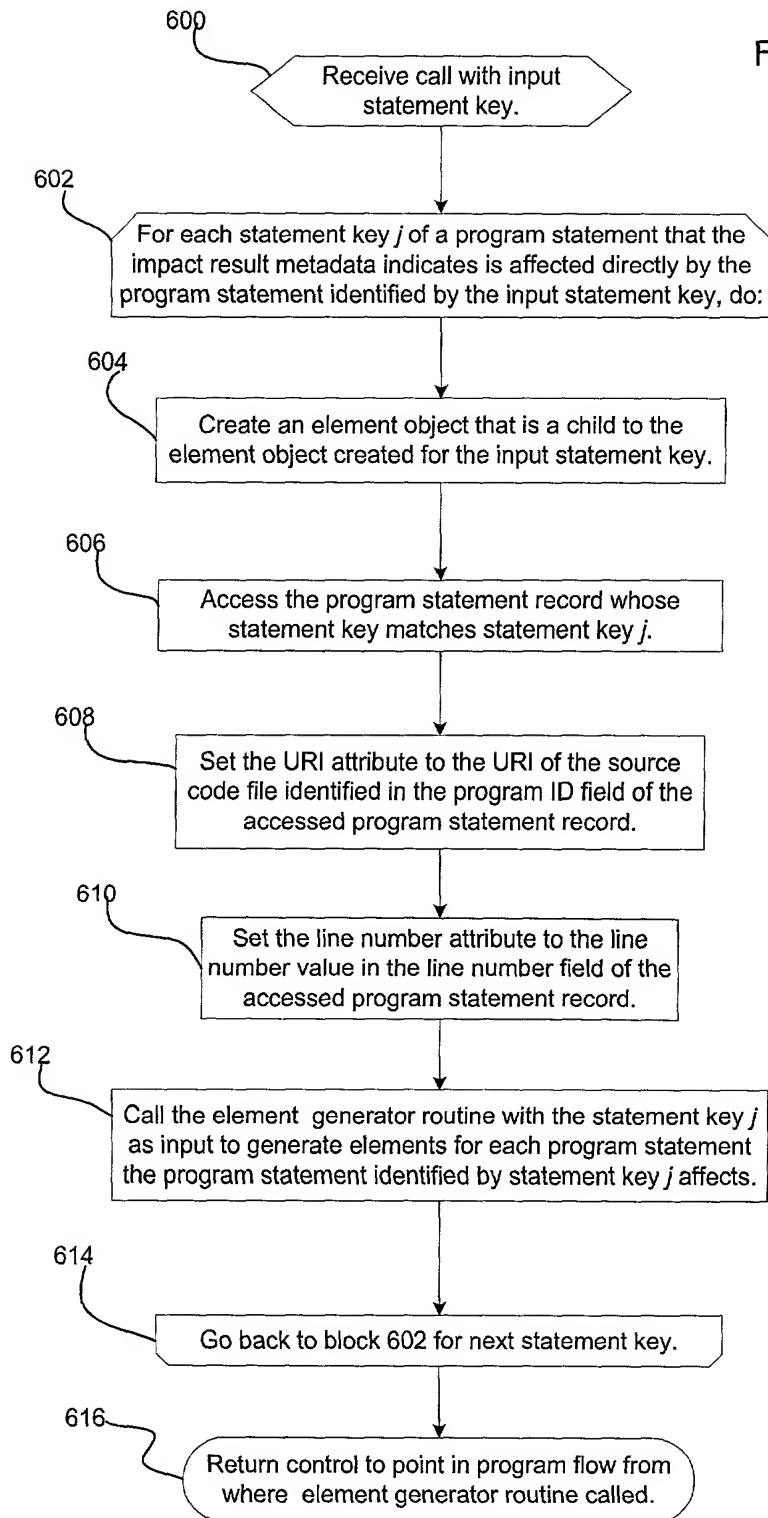 600
F
Receive call with input
statement key.
602
For each statement key j of a program statement that the
impact result metadata indicates is affected directly by the
program statement identified by the input statement key, do:
604
Create an element object that is a child to the
element object created for the input statement key.
606
Access the program statement record whose
statement key matches statement key j.
608
Set the URI attribute to the URI of the source
code file identified in the program ID field of the
accessed program statement record.
610
Set the line number attribute to the line
number value in the line number field of the
accessed program statement record.
612
Call the element generator routine with the statement key j
as input to generate elements for each program statement
the program statement identified by statement key j affects.
614
Go back to block 602 for next statement key.
616
Return control to point in program flow from
where element generator routine called.